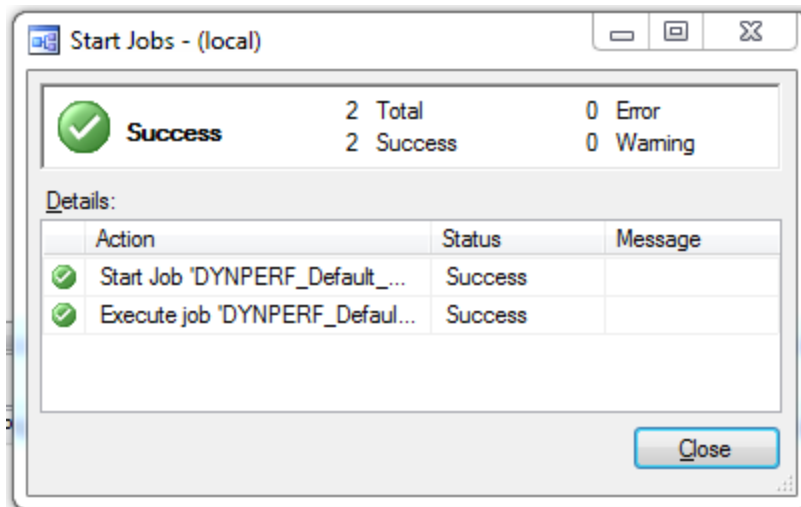 Start Jobs - (local)
Success
2 Total 0 Error
2 Success 0 Warning
Details:
Action Status Message
Start Job 'DYNPERF_Default_... Success
Execute job 'DYNPERF_Defaul... Success
Close